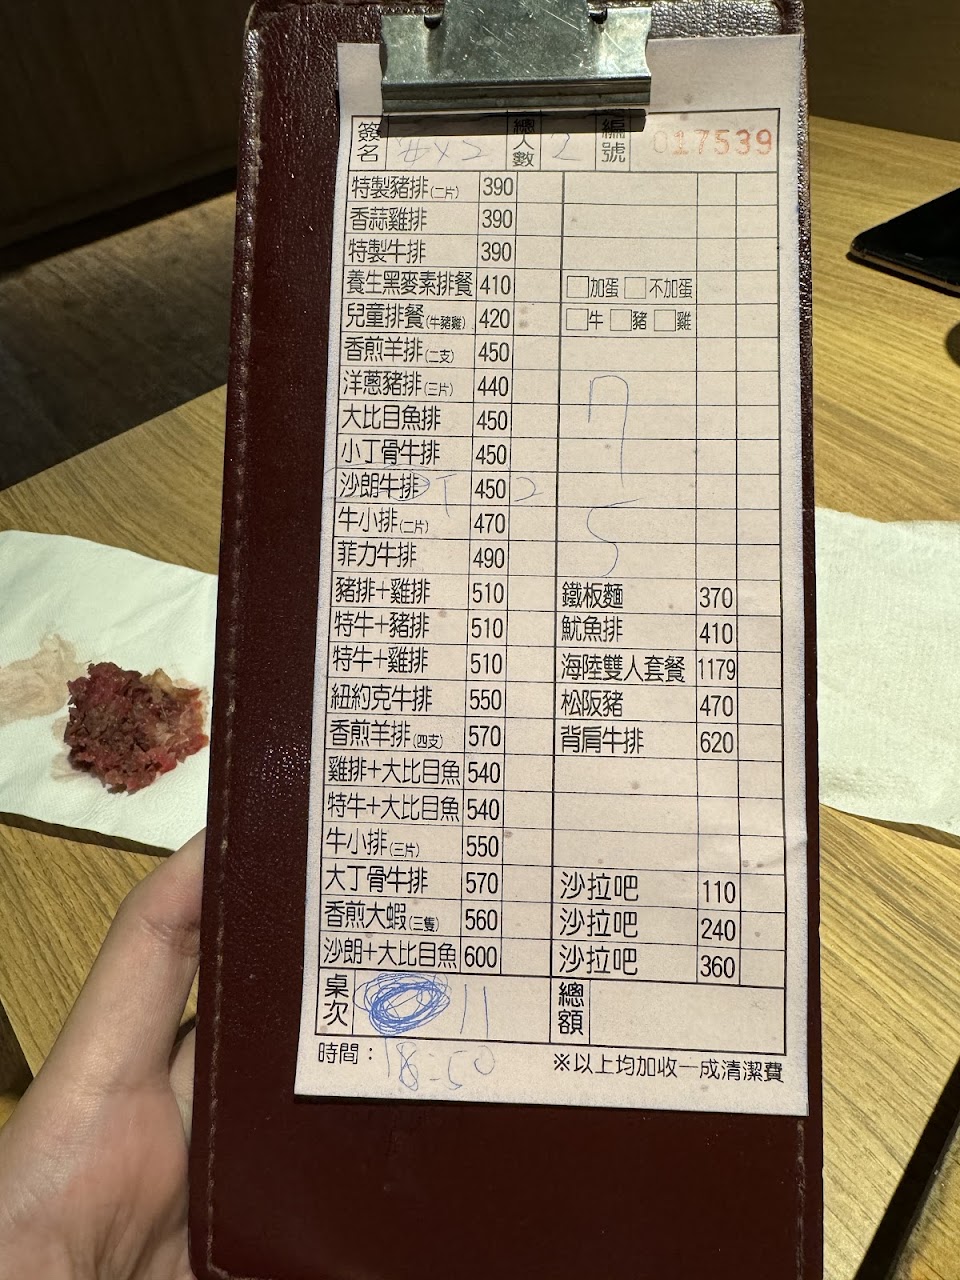 簽名 總人數 2 編號 017539
特製豬排(二片) 390
香蒜雞排 390
特製牛排 390
養生黑麥素排餐 410 □加蛋 □不加蛋
兒童排餐(牛豬雞) 420 □牛 □豬 □雞
香煎羊排(二支) 450
洋蔥豬排(三片) 440 7
大比目魚排 450
小丁骨牛排 450
沙朗牛排 450 2
牛小排(二片) 470 5
菲力牛排 490
豬排+雞排 510 鐵板麵 370
特牛+豬排 510 魷魚排 410
特牛+雞排 510 海陸雙人套餐 1179
紐約克牛排 550 松阪豬 470
香煎羊排(四支) 570 背肩牛排 620
雞排+大比目魚 540
特牛+大比目魚 540
牛小排(三片) 550
大丁骨牛排 570 沙拉吧 110
香煎大蝦(三隻) 560 沙拉吧 240
沙朗+大比目魚 600 沙拉吧 360
桌次 11 總額
時間： 18:50 ※以上均加收一成清潔費